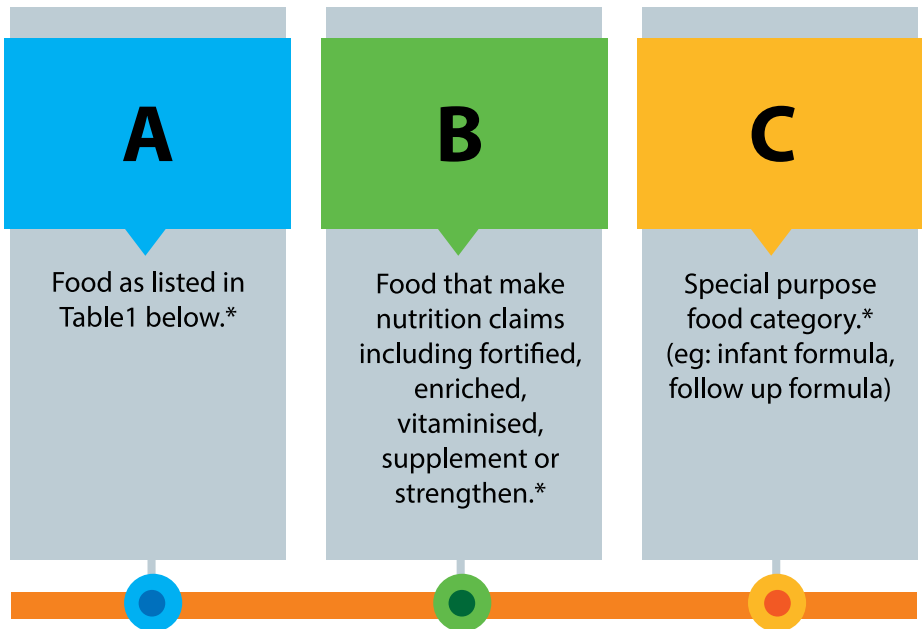 A
Food as listed in
Table1 below.*
B
Food that make
nutrition claims
including fortified,
enriched,
vitaminised,
supplement or
strengthen.*
C
Special purpose
food category.*
(eg: infant formula,
follow up formula)